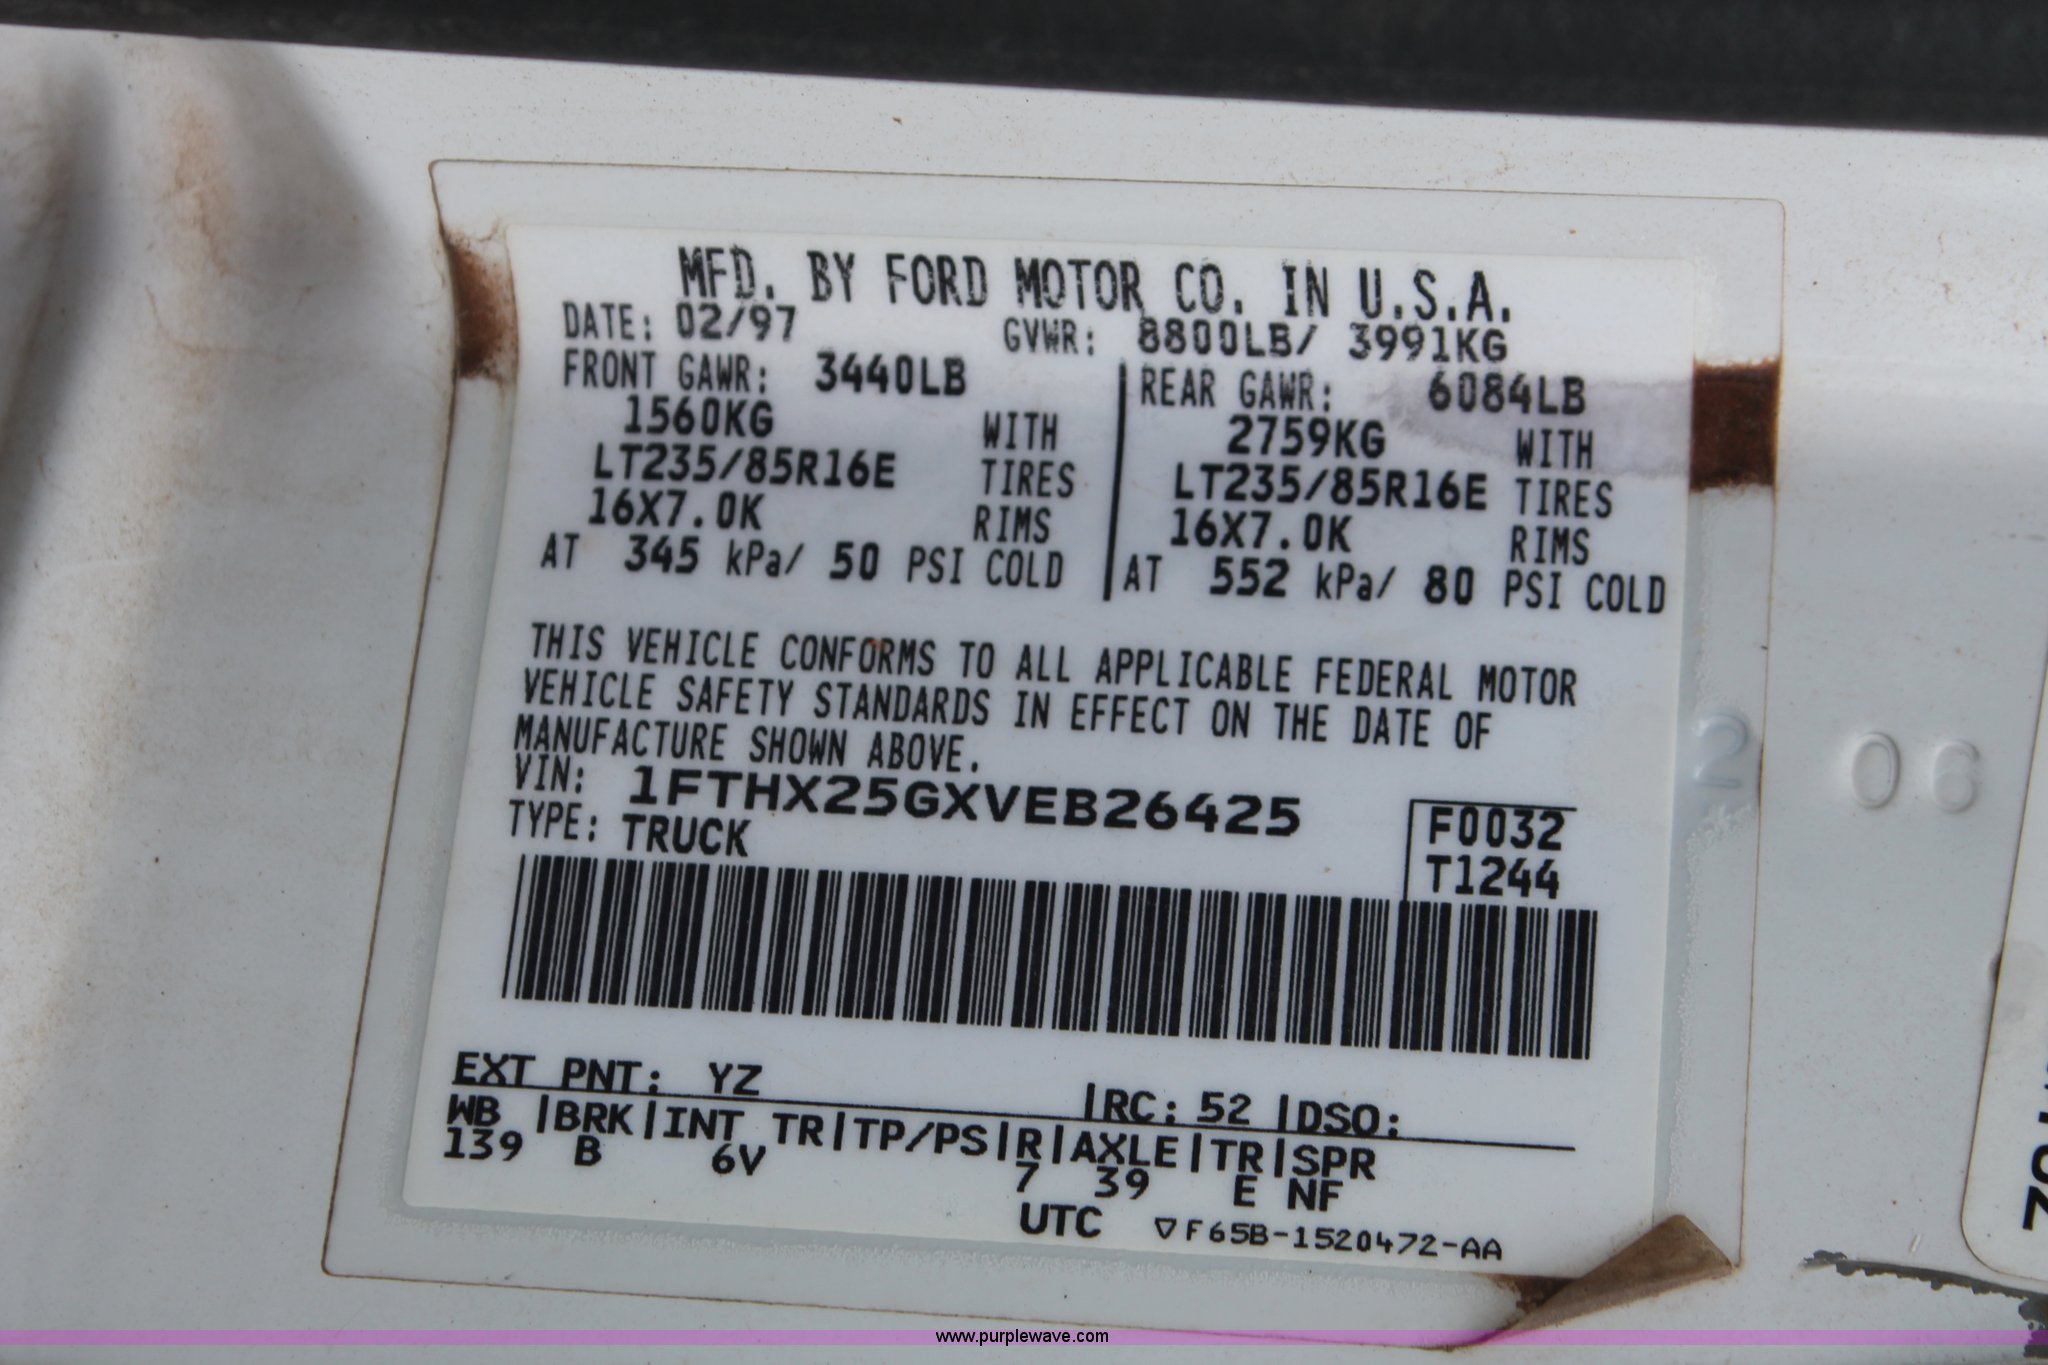 MFD. BY FORD MOTOR CO. IN U.S.A.
DATE: 02/97 GVWR: 8800LB/ 3991KG
FRONT GAWR: 3440LB
1560KG WITH
LT235/85R16E TIRES
16X7.0K RIMS
AT 345 kPa/ 50 PSI COLD
REAR GAWR: 6084LB
2759KG WITH
LT235/85R16E TIRES
16X7.0K RIMS
AT 552 kPa/ 80 PSI COLD
THIS VEHICLE CONFORMS TO ALL APPLICABLE FEDERAL MOTOR
VEHICLE SAFETY STANDARDS IN EFFECT ON THE DATE OF
MANUFACTURE SHOWN ABOVE.
VIN: 1FTHX25GXVEB26425
TYPE: TRUCK
F0032
T1244
EXT PNT: YZ |RC: 52 |DSO:
WB |BRK|INT TR|TP/PS|R|AXLE|TR|SPR
139 B 6V 7 39 E NF
UTC ▽F65B-1520472-AA
2 06
www.purplewave.com